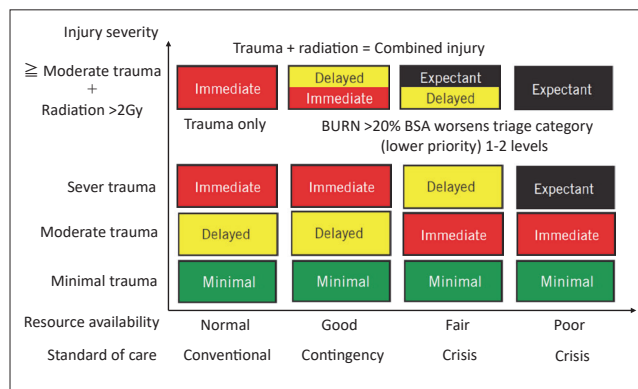 Injury severity
Trauma + radiation = Combined injury
≧ Moderate trauma
+
Radiation >2Gy
Immediate
Delayed
Immediate
Expectant
Delayed
Expectant
Trauma only
BURN >20% BSA worsens triage category
(lower priority) 1-2 levels
Sever trauma
Immediate
Immediate
Delayed
Expectant
Moderate trauma
Delayed
Delayed
Immediate
Immediate
Minimal trauma
Minimal
Minimal
Minimal
Minimal
Resource availability
Normal
Good
Fair
Poor
Standard of care
Conventional
Contingency
Crisis
Crisis